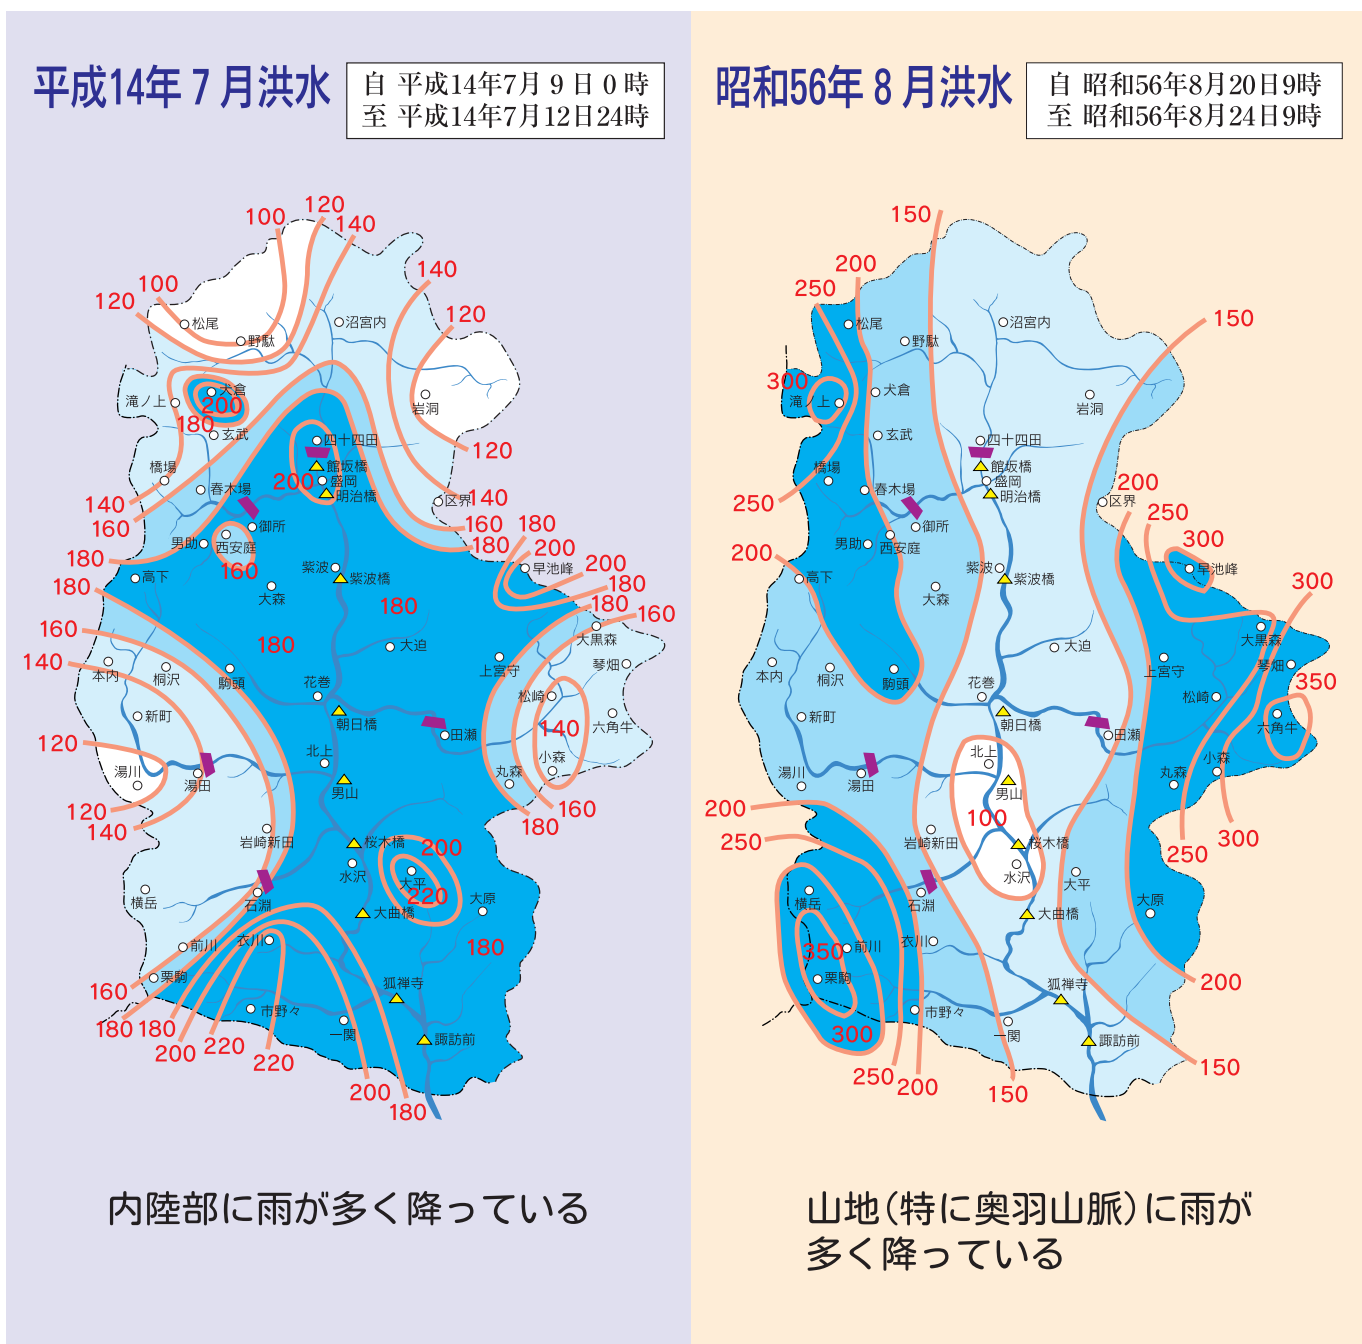 平成14年7月洪水
自 平成14年7月9日0時
至 平成14年7月12日24時
100
120
140
140
100
120
120
松尾
野駄
沼宮内
犬倉
200
滝ノ上
180
玄武
岩洞
四十四田
120
館坂橋
橋場
200
盛岡
春木場
明治橋
140
区界
140
160
160
御所
180
男助
西安庭
180
180
200
160
紫波
早池峰
200
高下
紫波橋
180
180
大森
180
180
160
160
大黒森
180
大迫
140
本内
桐沢
駒頭
上宮守
琴畑
花巻
松崎
新町
朝日橋
140
六角牛
120
田瀬
北上
小森
湯川
湯田
丸森
男山
120
160
140
180
岩崎新田
桜木橋
200
水沢
大平
220
横岳
石淵
大原
大曲橋
前川
衣川
180
栗駒
狐禅寺
160
市野々
180
180
一関
諏訪前
200
220
220
200
180
内陸部に雨が多く降っている
昭和56年8月洪水
自 昭和56年8月20日9時
至 昭和56年8月24日9時
150
200
250
150
松尾
野駄
沼宮内
300
滝ノ上
犬倉
岩洞
玄武
四十四田
橋場
館坂橋
盛岡
200
春木場
明治橋
250
区界
250
御所
男助
西安庭
300
200
紫波
早池峰
高下
紫波橋
300
大森
大黒森
大迫
本内
桐沢
駒頭
上宮守
琴畑
350
花巻
松崎
新町
朝日橋
六角牛
田瀬
北上
小森
湯川
湯田
丸森
男山
200
100
250
岩崎新田
桜木橋
300
250
水沢
大平
横岳
石淵
大原
大曲橋
350
前川
衣川
栗駒
狐禅寺
200
市野々
300
一関
諏訪前
250
200
150
150
山地(特に奥羽山脈)に雨が
多く降っている